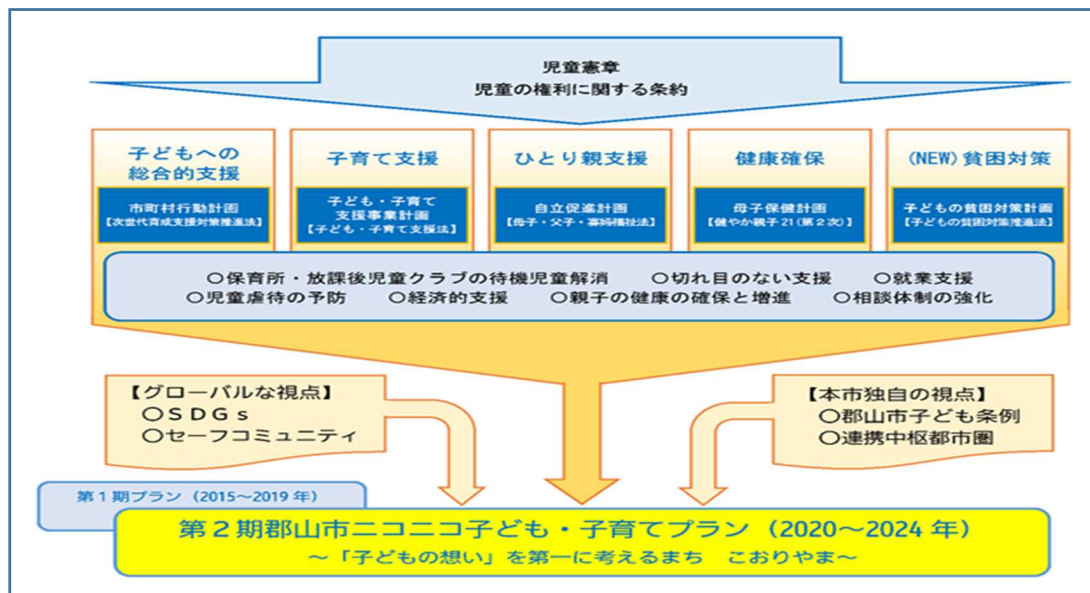 児童憲章
児童の権利に関する条約
子どもへの
総合的支援
市町村行動計画
【次世代育成支援対策推進法】
子育て支援
子ども・子育て
支援事業計画
【子ども・子育て支援法】
ひとり親支援
自立促進計画
【母子・父子・寡婦福祉法】
健康確保
母子保健計画
【健やか親子21(第2次)】
(NEW)貧困対策
子どもの貧困対策計画
【子どもの貧困対策推進法】
○保育所・放課後児童クラブの待機児童解消 ○切れ目のない支援 ○就業支援
○児童虐待の予防 ○経済的支援 ○親子の健康の確保と増進 ○相談体制の強化
【グローバルな視点】
○SDGs
○セーフコミュニティ
【本市独自の視点】
○郡山市子ども条例
○連携中枢都市圏
第1期プラン(2015～2019年)
第2期郡山市ニコニコ子ども・子育てプラン(2020～2024年)
～「子どもの想い」を第一に考えるまち こおりやま～